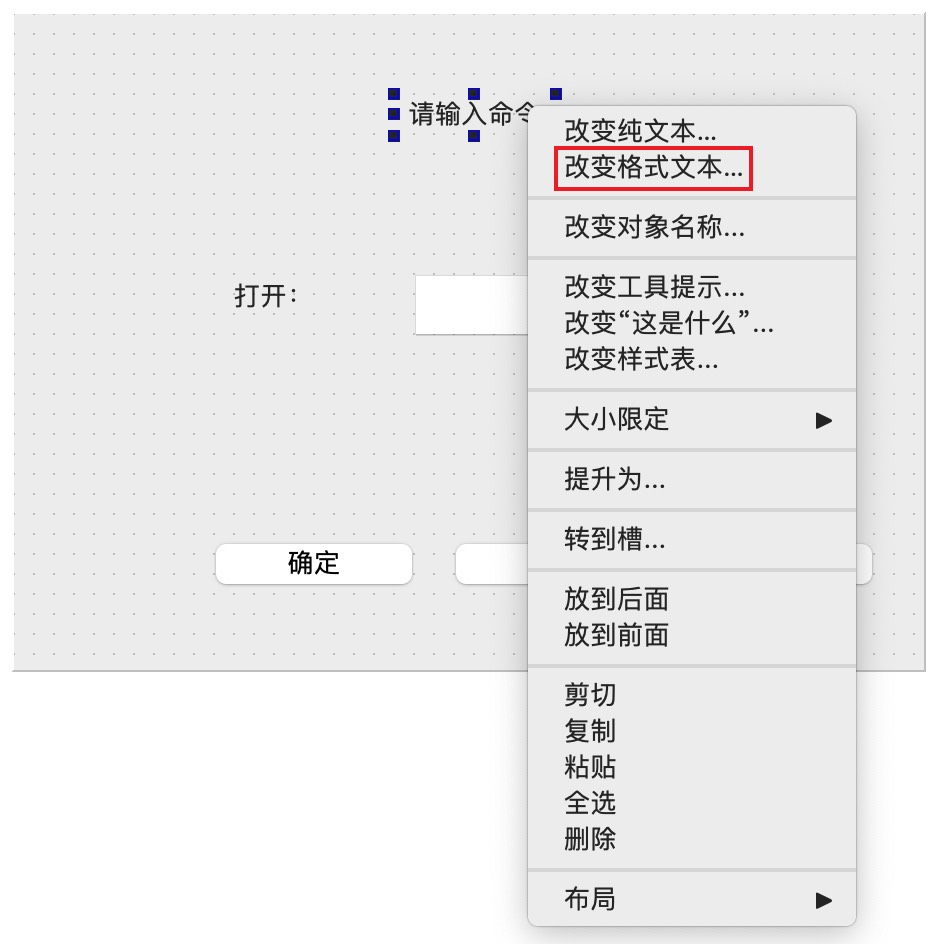 请输入命令
改变纯文本...
改变格式文本...
改变对象名称...
改变工具提示...
打开：
改变“这是什么”...
改变样式表...
大小限定
提升为...
转到槽...
确定
放到后面
放到前面
剪切
复制
粘贴
全选
删除
布局